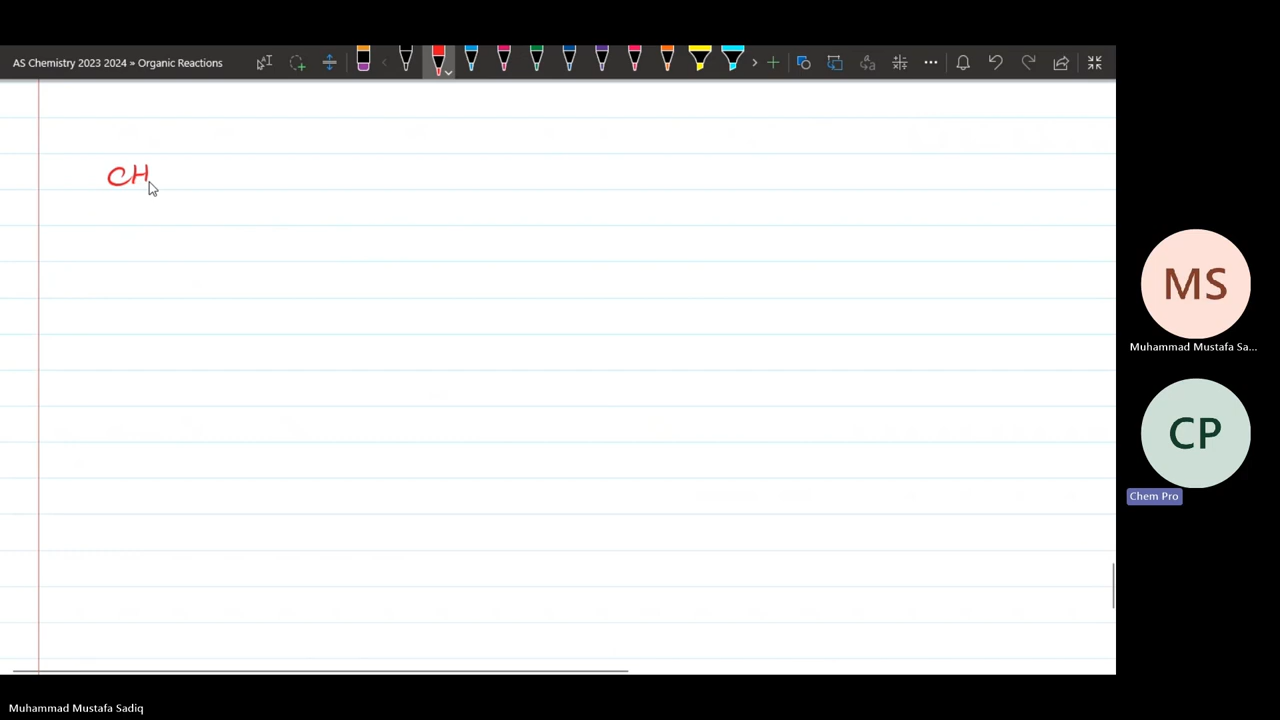 AS Chemistry 2023 2024 » Organic Reactions
CH
MS
Muhammad Mustafa Sa...
CP
Chem Pro
Muhammad Mustafa Sadiq